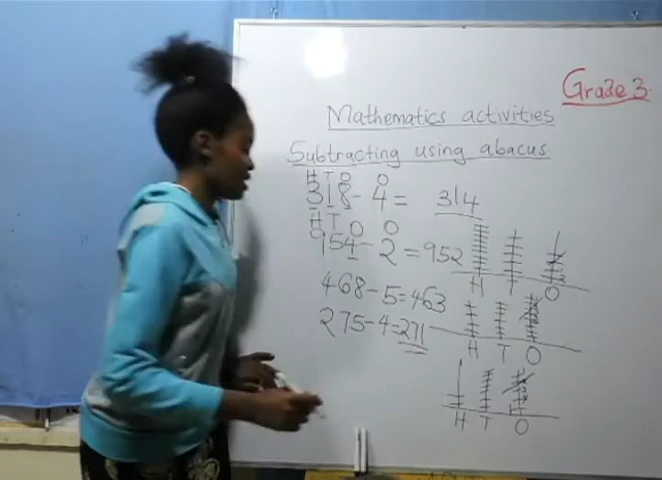 Grade 3.
Mathematics activities
Subtracting using abacus
H T O O
318 - 4 = 314
H T O O
954 - 2 = 952
H T O
468 - 5 = 463
H T O
275 - 4 = 271
H T O